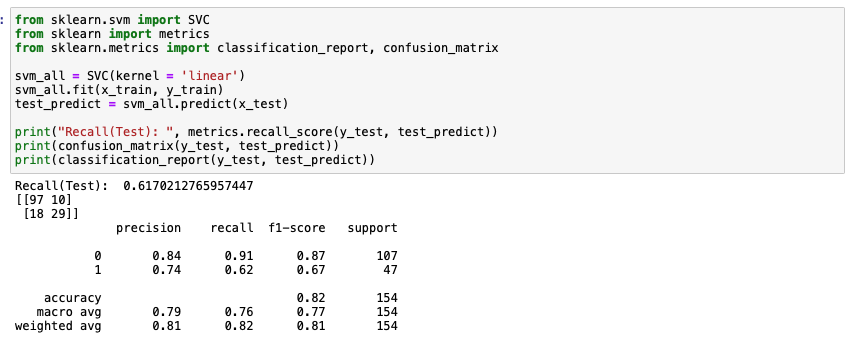 :
from sklearn.svm import SVC
from sklearn import metrics
from sklearn.metrics import classification_report, confusion_matrix

svm_all = SVC(kernel = 'linear')
svm_all.fit(x_train, y_train)
test_predict = svm_all.predict(x_test)

print("Recall(Test): ", metrics.recall_score(y_test, test_predict))
print(confusion_matrix(y_test, test_predict))
print(classification_report(y_test, test_predict))

Recall(Test):  0.6170212765957447
[[97 10]
 [18 29]]
              precision    recall  f1-score   support

           0       0.84      0.91      0.87       107
           1       0.74      0.62      0.67        47

    accuracy                           0.82       154
   macro avg       0.79      0.76      0.77       154
weighted avg       0.81      0.82      0.81       154